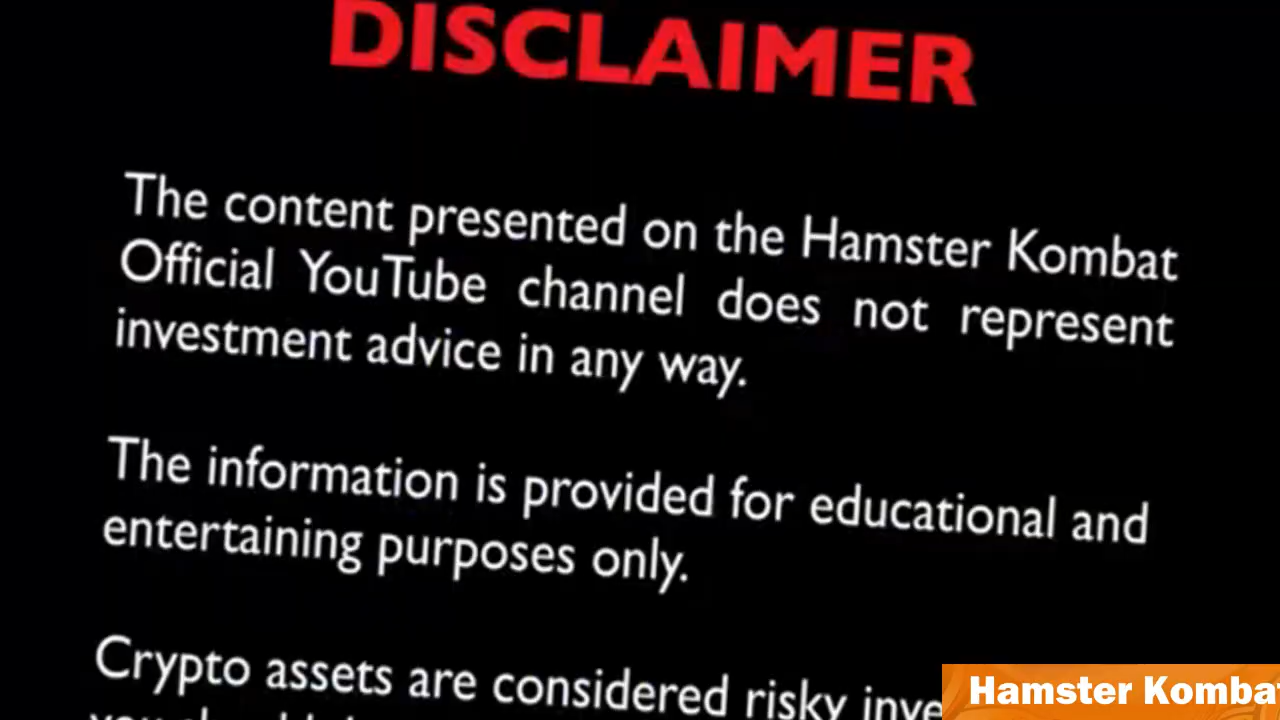 DISCLAIMER
The content presented on the Hamster Kombat
Official YouTube channel does not represent
investment advice in any way.
The information is provided for educational and
entertaining purposes only.
Crypto assets are considered risky
Hamster Kombat